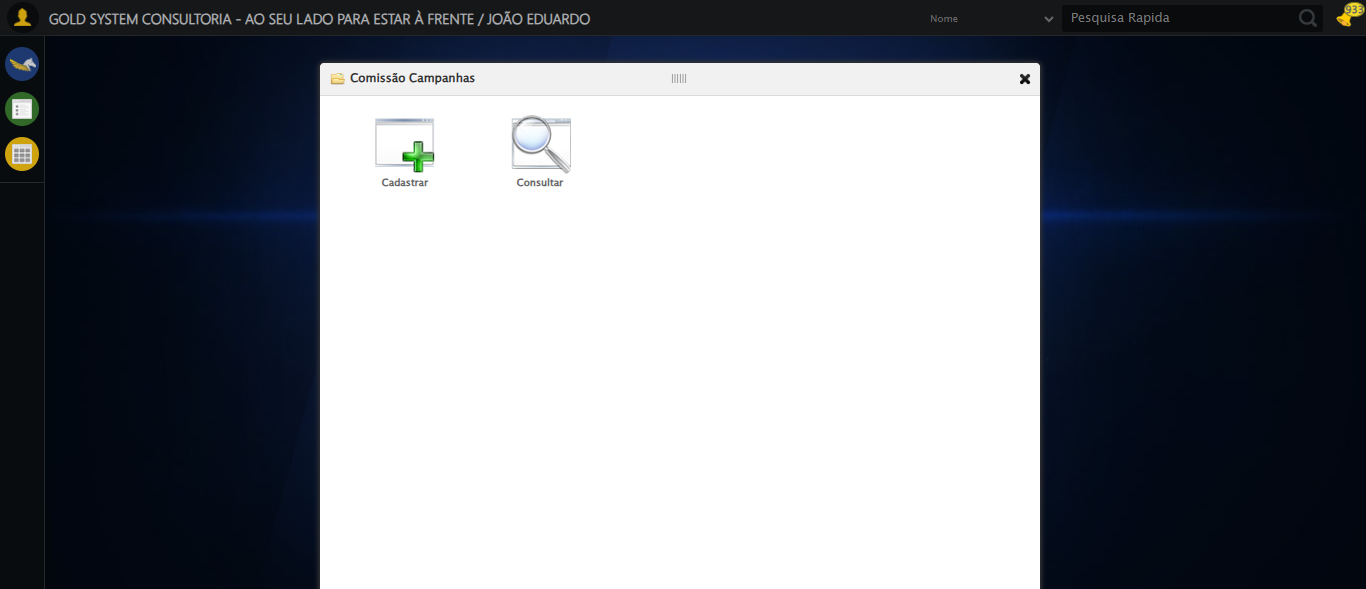 GOLD SYSTEM CONSULTORIA - AO SEU LADO PARA ESTAR À FRENTE / JOÃO EDUARDO
Nome
Pesquisa Rapida
933
Comissão Campanhas
Cadastrar
Consultar